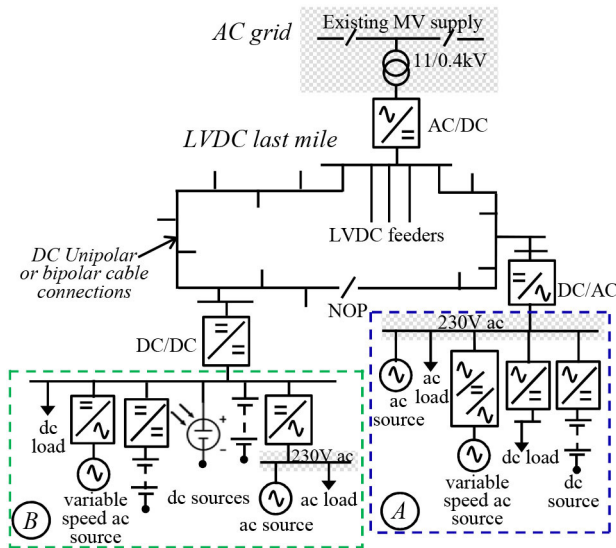 AC grid
Existing MV supply
11/0.4kV
AC/DC
LVDC last mile
LVDC feeders
DC Unipolar
or bipolar cable
connections
NOP
DC/AC
DC/DC
230V ac
ac
source
ac
load
variable
speed ac
source
dc load
dc
source
A
dc
load
variable
speed ac
source
dc sources
+
−
230V ac
ac source
ac load
B